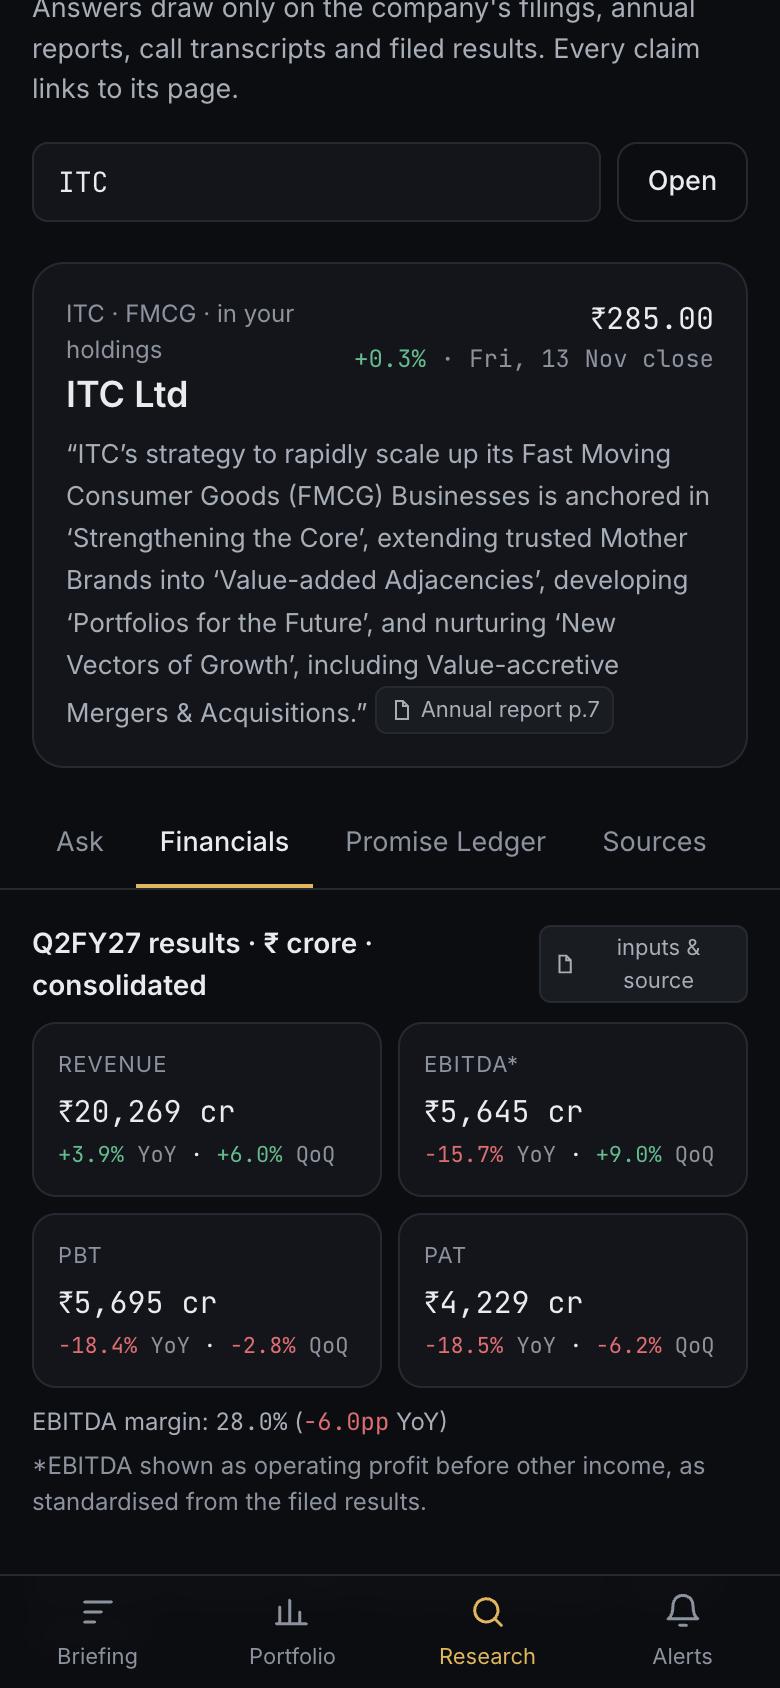 Answers draw only on the company's filings, annual
reports, call transcripts and filed results. Every claim
links to its page.
ITC
Open
ITC · FMCG · in your
holdings
₹285.00
+0.3% · Fri, 13 Nov close
ITC Ltd
“ITC’s strategy to rapidly scale up its Fast Moving
Consumer Goods (FMCG) Businesses is anchored in
‘Strengthening the Core’, extending trusted Mother
Brands into ‘Value-added Adjacencies’, developing
‘Portfolios for the Future’, and nurturing ‘New
Vectors of Growth’, including Value-accretive
Mergers & Acquisitions.” Annual report p.7
Ask Financials Promise Ledger Sources
Q2FY27 results · ₹ crore ·
consolidated
inputs &
source
REVENUE
₹20,269 cr
+3.9% YoY · +6.0% QoQ
EBITDA*
₹5,645 cr
-15.7% YoY · +9.0% QoQ
PBT
₹5,695 cr
-18.4% YoY · -2.8% QoQ
PAT
₹4,229 cr
-18.5% YoY · -6.2% QoQ
EBITDA margin: 28.0% (-6.0pp YoY)
*EBITDA shown as operating profit before other income, as
standardised from the filed results.
Briefing Portfolio Research Alerts